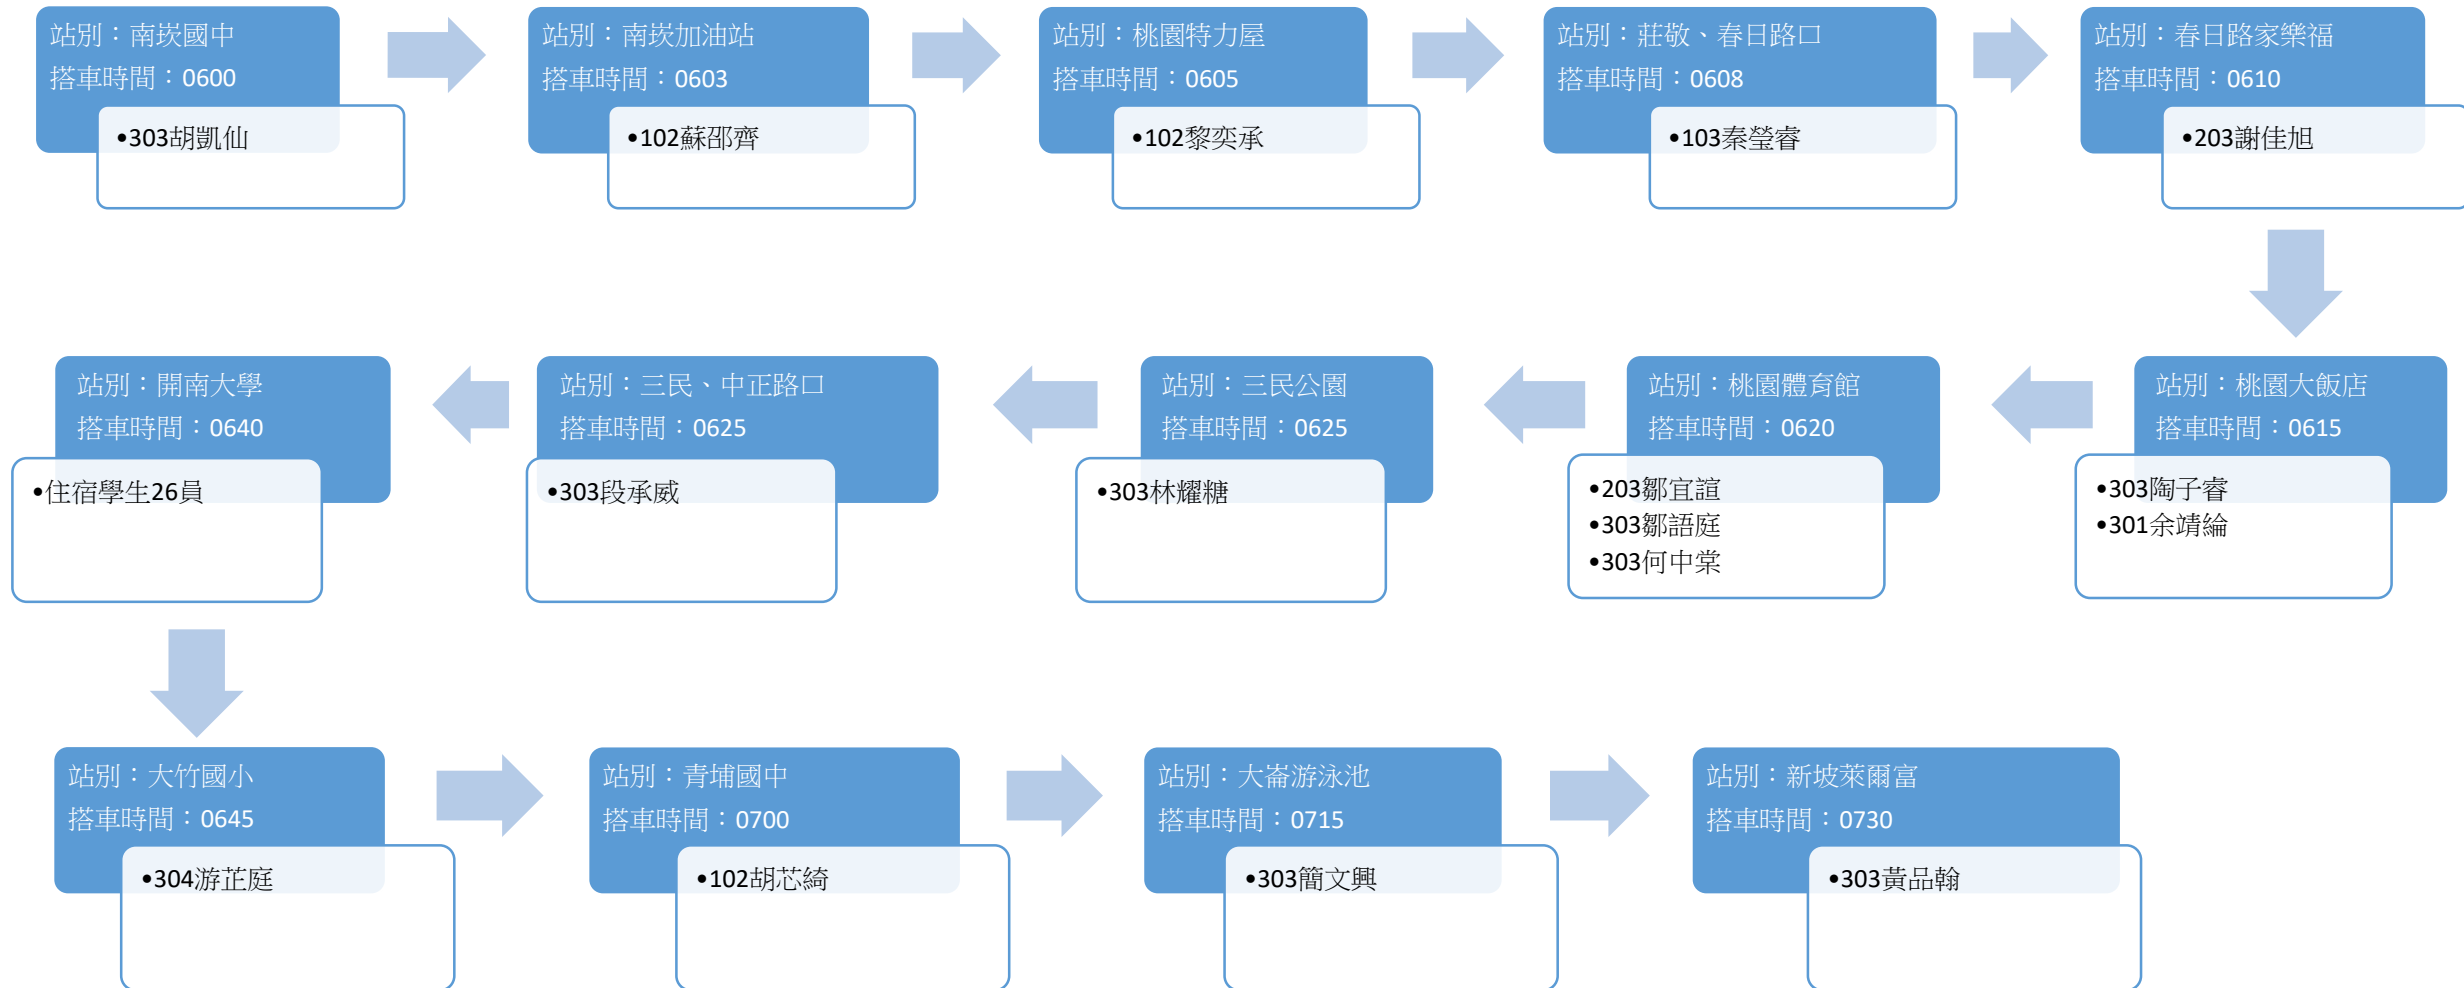 站別：南崁國中
搭車時間：0600
•303胡凱仙
站別：南崁加油站
搭車時間：0603
•102蘇邵齊
站別：桃園特力屋
搭車時間：0605
•102黎奕承
站別：莊敬、春日路口
搭車時間：0608
•103秦瑩睿
站別：春日路家樂福
搭車時間：0610
•203謝佳旭
站別：桃園大飯店
搭車時間：0615
•303陶子睿
•301余靖綸
站別：桃園體育館
搭車時間：0620
•203鄒宜諠
•303鄒語庭
•303何中棠
站別：三民公園
搭車時間：0625
•303林耀糖
站別：三民、中正路口
搭車時間：0625
•303段承威
站別：開南大學
搭車時間：0640
•住宿學生26員
站別：大竹國小
搭車時間：0645
•304游芷庭
站別：青埔國中
搭車時間：0700
•102胡芯綺
站別：大崙游泳池
搭車時間：0715
•303簡文興
站別：新坡萊爾富
搭車時間：0730
•303黃品翰